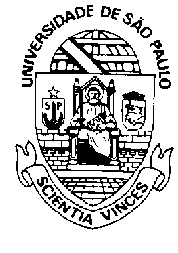 UNIVERSIDADE DE SÃO PAULO
S P
SCIENTIA VINCES